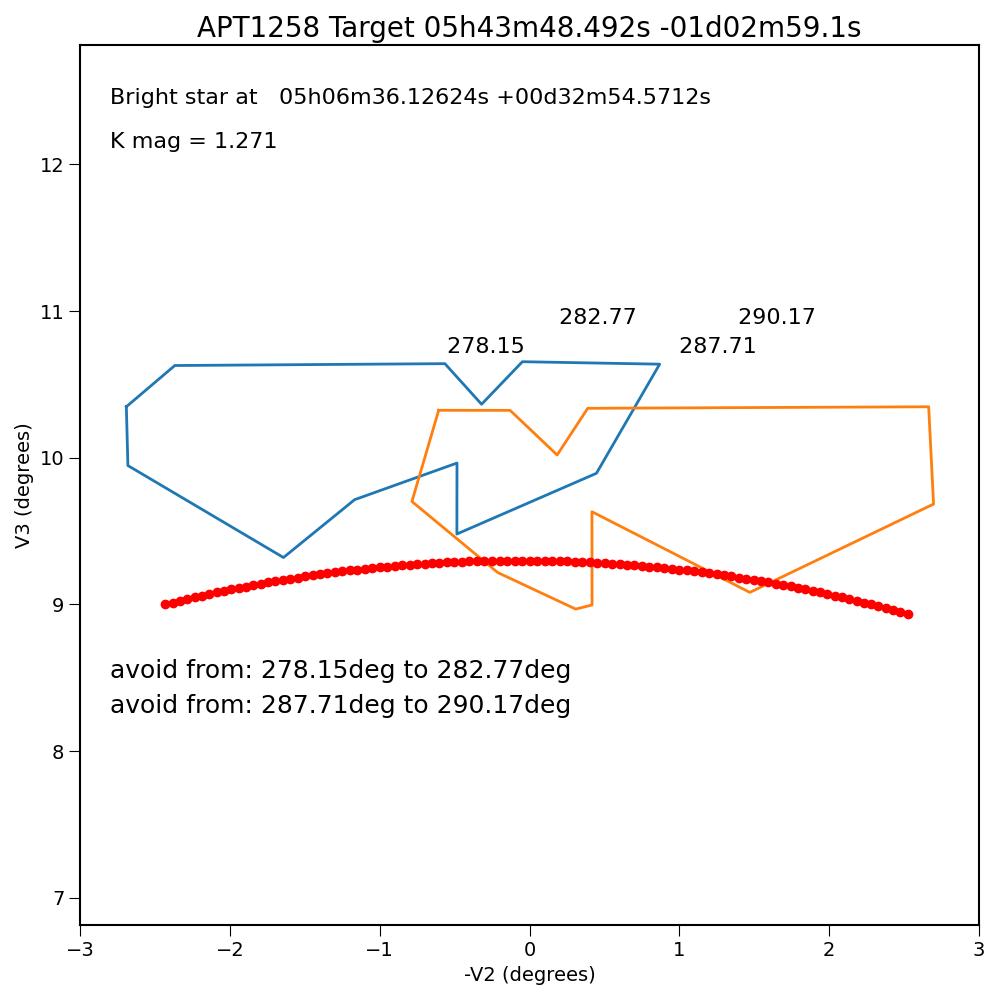 APT1258 Target 05h43m48.492s -01d02m59.1s
Bright star at 05h06m36.12624s +00d32m54.5712s
K mag = 1.271
12
11
282.77 290.17
278.15 287.71
10
V3 (degrees)
9
avoid from: 278.15deg to 282.77deg
avoid from: 287.71deg to 290.17deg
8
7
−3 −2 −1 0 1 2 3
-V2 (degrees)